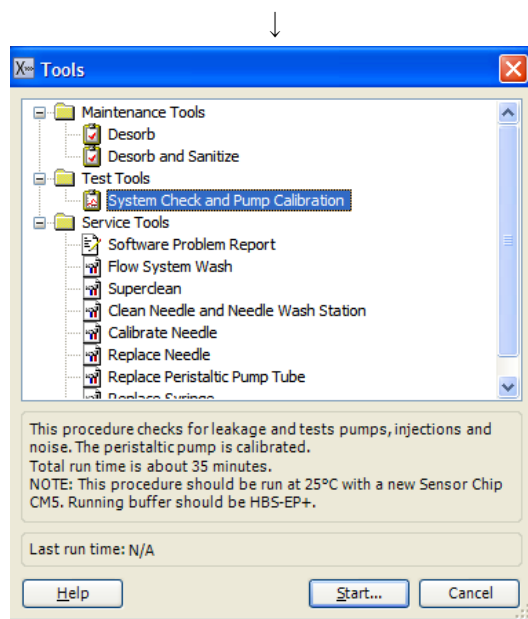 ↓
X Tools
Maintenance Tools
Desorb
Desorb and Sanitize
Test Tools
System Check and Pump Calibration
Service Tools
Software Problem Report
Flow System Wash
Superclean
Clean Needle and Needle Wash Station
Calibrate Needle
Replace Needle
Replace Peristaltic Pump Tube
Replace Syringe
This procedure checks for leakage and tests pumps, injections and
noise. The peristaltic pump is calibrated.
Total run time is about 35 minutes.
NOTE: This procedure should be run at 25°C with a new Sensor Chip
CM5. Running buffer should be HBS-EP+.
Last run time: N/A
Help Start... Cancel